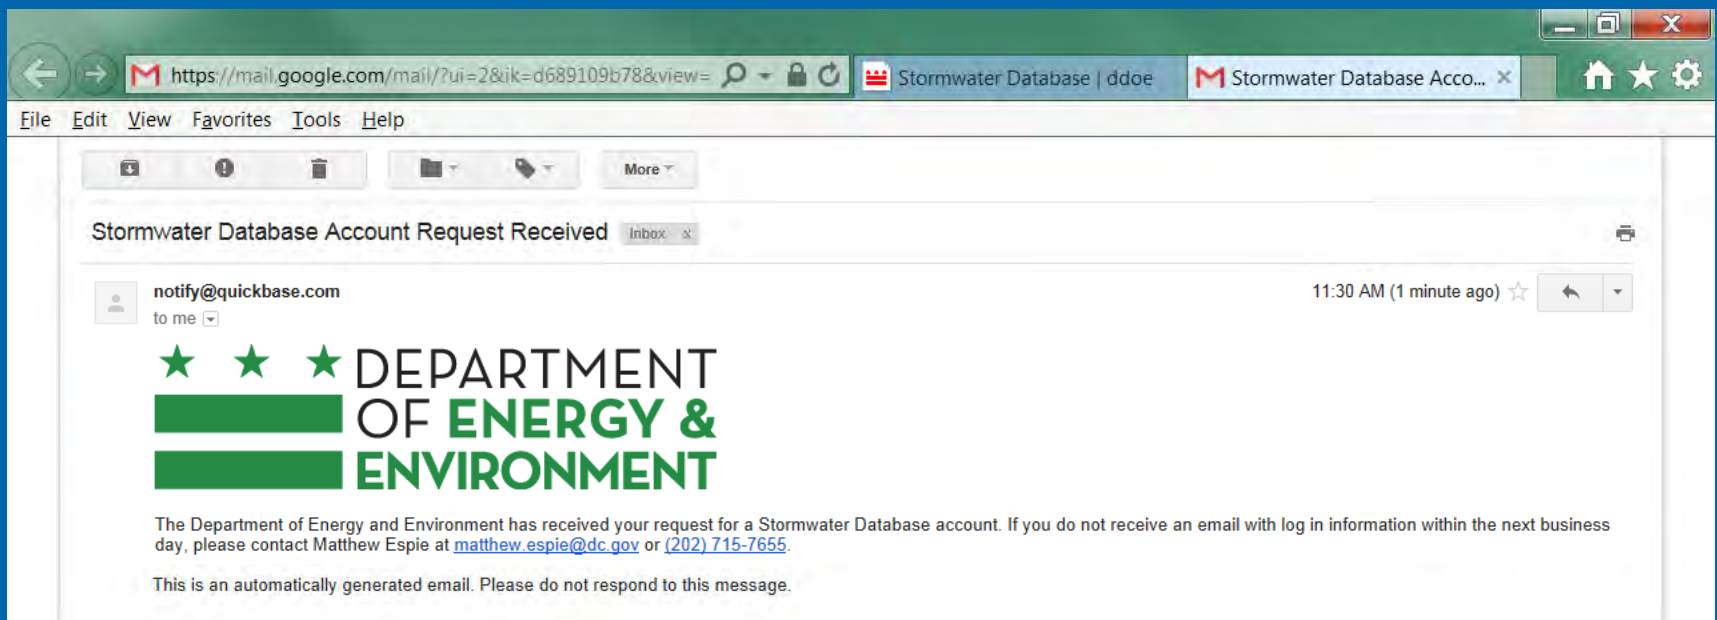 https://mail.google.com/mail/?ui=2&ik=d689109b78&view=
Stormwater Database | ddoe
Stormwater Database Acco...
File Edit View Favorites Tools Help
More
Stormwater Database Account Request Received Inbox x
notify@quickbase.com
11:30 AM (1 minute ago)
to me
DEPARTMENT
OF ENERGY &
ENVIRONMENT
The Department of Energy and Environment has received your request for a Stormwater Database account. If you do not receive an email with log in information within the next business
day, please contact Matthew Espie at matthew.espie@dc.gov or (202) 715-7655.
This is an automatically generated email. Please do not respond to this message.